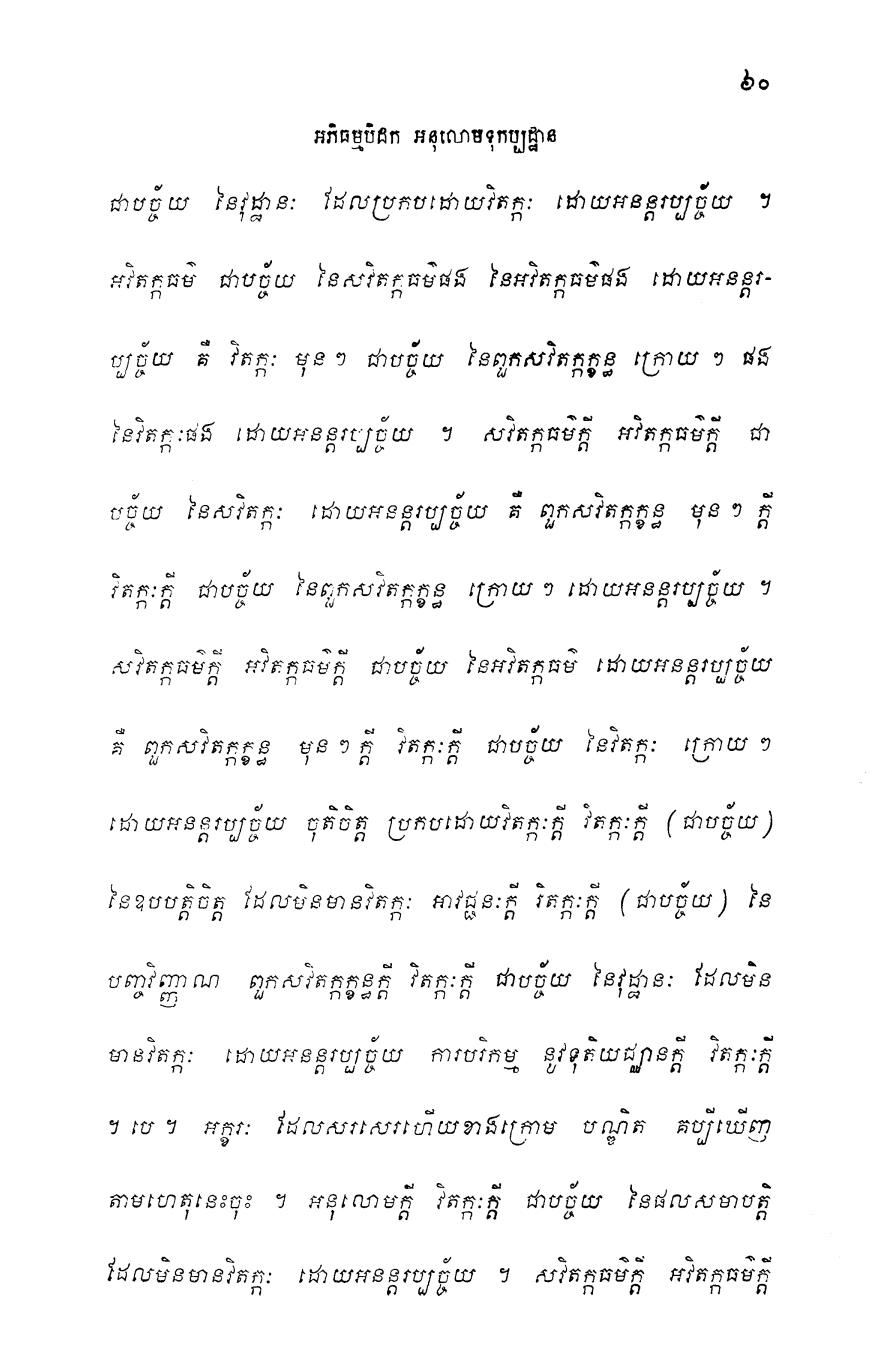 ៦០
អភិធម្មបិដក អនុលោមទុកប្បដ្ឋាន
ជាបច្ច័យ នៃវុដ្ឋានៈ ដែលប្រកបដោយវិតក្កៈ ដោយអនន្តរប្បច្ច័យ ។
អវិតក្កធម៌ ជាបច្ច័យ នៃសវិតក្កធម៌ផង នៃអវិតក្កធម៌ផង ដោយអនន្តរ-
ប្បច្ច័យ គឺ វិតក្កៈ មុន ៗ ជាបច្ច័យ នៃពួកសវិតក្កក្ខន្ធ ក្រោយ ៗ ផង
នៃវិតក្កៈផង ដោយអនន្តរប្បច្ច័យ ។ សវិតក្កធម៌ក្តី អវិតក្កធម៌ក្តី ជា
បច្ច័យ នៃសវិតក្កៈ ដោយអនន្តរប្បច្ច័យ គឺ ពួកសវិតក្កក្ខន្ធ មុន ៗ ក្តី
វិតក្កៈក្តី ជាបច្ច័យ នៃពួកសវិតក្កក្ខន្ធ ក្រោយ ៗ ដោយអនន្តរប្បច្ច័យ ។
សវិតក្កធម៌ក្តី អវិតក្កធម៌ក្តី ជាបច្ច័យ នៃអវិតក្កធម៌ ដោយអនន្តរប្បច្ច័យ
គឺ ពួកសវិតក្កក្ខន្ធ មុន ៗ ក្តី វិតក្កៈក្តី ជាបច្ច័យ នៃវិតក្កៈ ក្រោយ ៗ
ដោយអនន្តរប្បច្ច័យ ចុតិចិត្ត ប្រកបដោយវិតក្កៈក្តី វិតក្កៈក្តី (ជាបច្ច័យ)
នៃឧបបត្តិចិត្ត ដែលមិនមានវិតក្កៈ អាវជ្ជនៈក្តី វិតក្កៈក្តី (ជាបច្ច័យ) នៃ
បញ្ចវិញ្ញាណ ពួកសវិតក្កក្ខន្ធក្តី វិតក្កៈក្តី ជាបច្ច័យ នៃវុដ្ឋានៈ ដែលមិន
មានវិតក្កៈ ដោយអនន្តរប្បច្ច័យ ការបរិកម្ម នូវទុតិយជ្ឈានក្តី វិតក្កៈក្តី
។ បេ ។ អក្ខរៈ ដែលសរសេរហើយខាងក្រោម បណ្ឌិត គប្បីឃើញ
តាមហេតុនេះចុះ ។ អនុលោមក្តី វិតក្កៈក្តី ជាបច្ច័យ នៃផលសមាបត្តិ
ដែលមិនមានវិតក្កៈ ដោយអនន្តរប្បច្ច័យ ។ សវិតក្កធម៌ក្តី អវិតក្កធម៌ក្តី